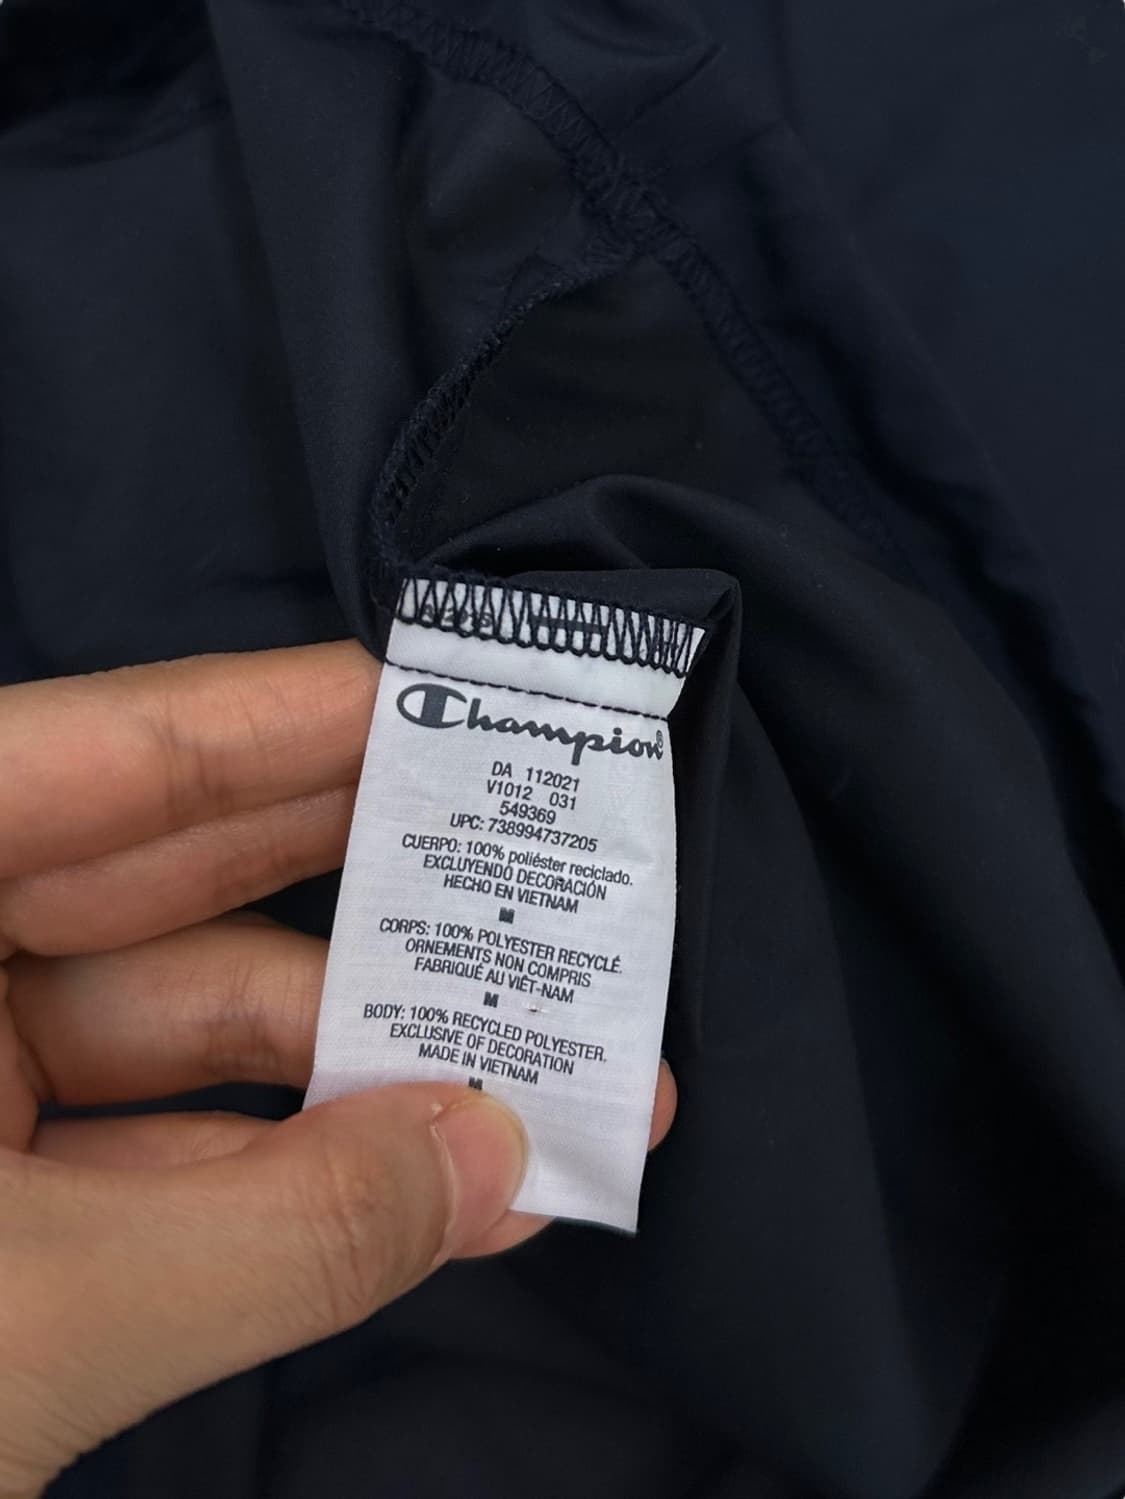 Champion®
DA 112021
V1012 031
549369
UPC: 738994737205
CUERPO: 100% poliéster reciclado.
EXCLUYENDO DECORACIÓN
HECHO EN VIETNAM
M
CORPS: 100% POLYESTER RECYCLÉ.
ORNEMENTS NON COMPRIS
FABRIQUÉ AU VIÊT-NAM
M
BODY: 100% RECYCLED POLYESTER.
EXCLUSIVE OF DECORATION
MADE IN VIETNAM
M